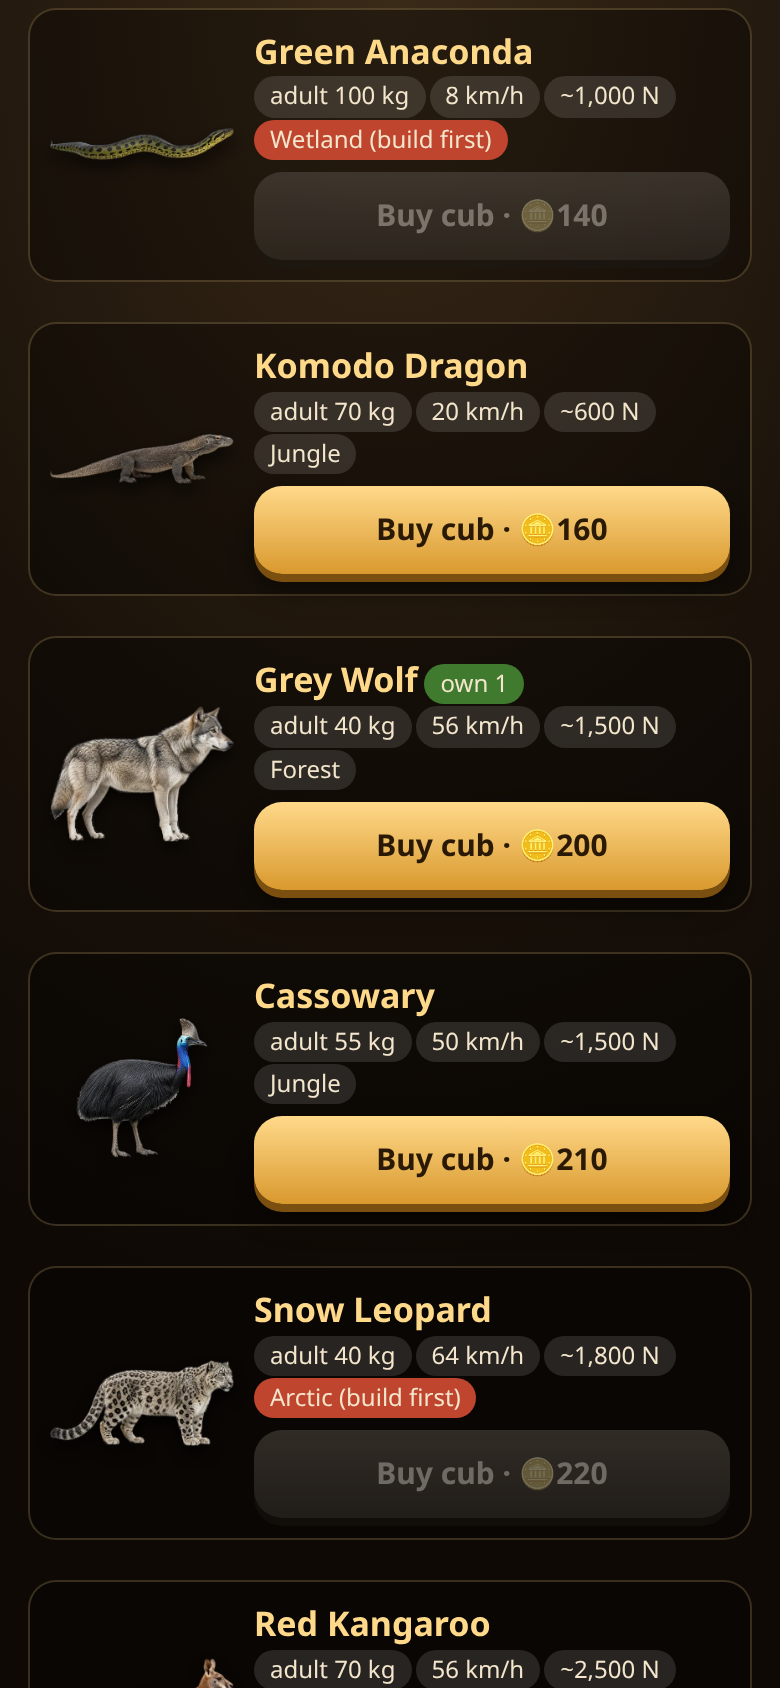 Green Anaconda
adult 100 kg 8 km/h ~1,000 N
Wetland (build first)
Buy cub · 🪙140
Komodo Dragon
adult 70 kg 20 km/h ~600 N
Jungle
Buy cub · 🪙160
Grey Wolf own 1
adult 40 kg 56 km/h ~1,500 N
Forest
Buy cub · 🪙200
Cassowary
adult 55 kg 50 km/h ~1,500 N
Jungle
Buy cub · 🪙210
Snow Leopard
adult 40 kg 64 km/h ~1,800 N
Arctic (build first)
Buy cub · 🪙220
Red Kangaroo
adult 70 kg 56 km/h ~2,500 N